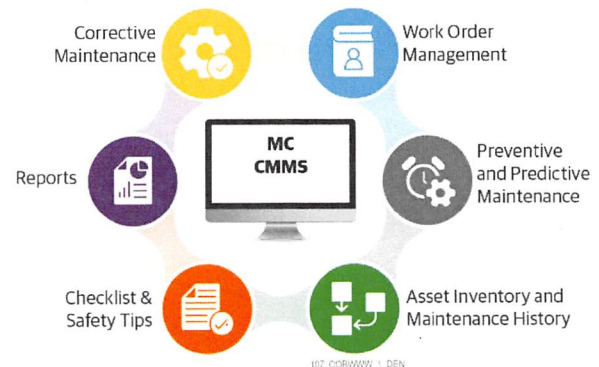 Corrective
Maintenance
Work Order
Management
MC
CMMS
Reports
Preventive
and Predictive
Maintenance
Checklist &
Safety Tips
Asset Inventory and
Maintenance History
107_CORWWW_1_DEN